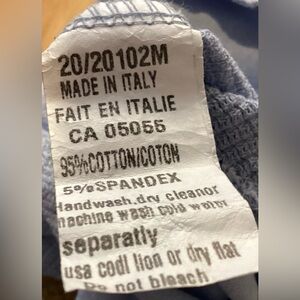 20/20102M
MADE IN ITALY
FAIT EN ITALIE
CA 05055
95%COTTON/COTON
5%SPANDEX
Handwash.dry cleanor
machine wash cold water
separatly
usa codl lion or dry flat
Do not bleach